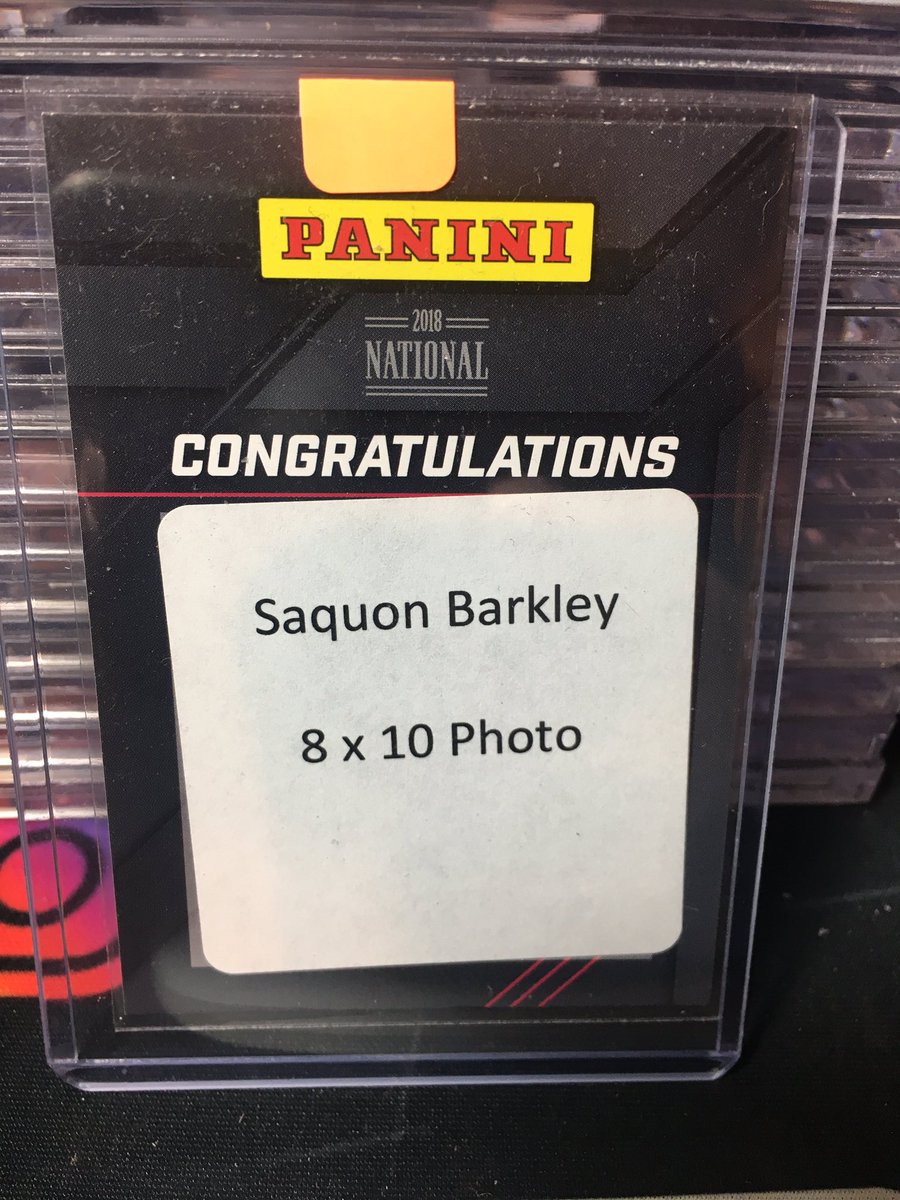 PANINI
2018
NATIONAL
CONGRATULATIONS
Saquon Barkley
8 x 10 Photo